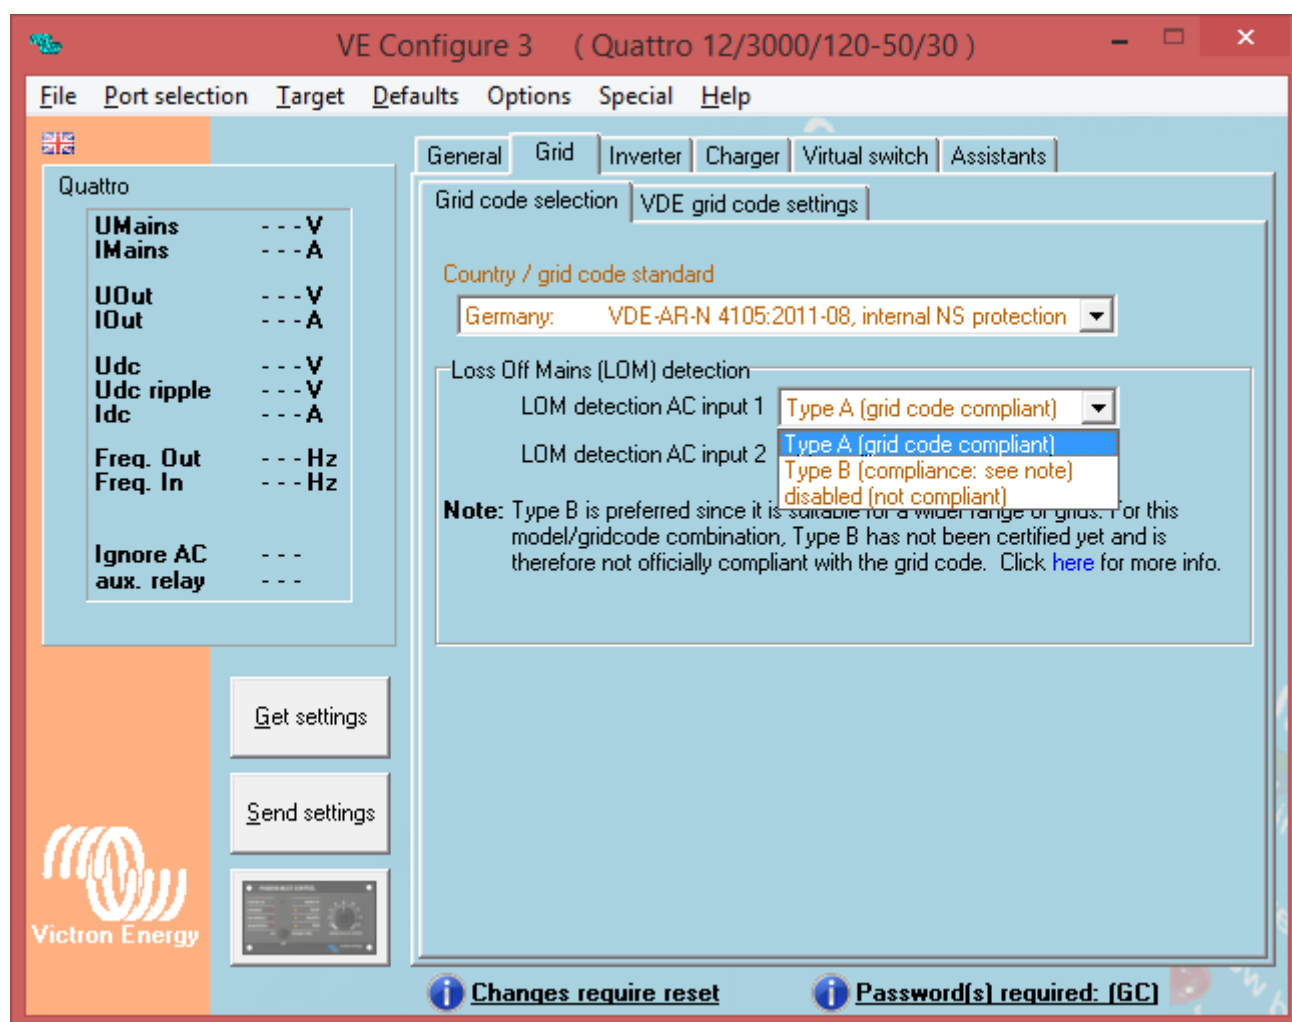 VE Configure 3 ( Quattro 12/3000/120-50/30 )
File Port selection Target Defaults Options Special Help
General Grid Inverter Charger Virtual switch Assistants
Quattro
Grid code selection VDE grid code settings
UMains - - - V
IMains - - - A
UOut - - - V
IOut - - - A
Udc - - - V
Udc ripple - - - V
Idc - - - A
Freq. Out - - - Hz
Freq. In - - - Hz
Ignore AC - - -
aux. relay - - -
Country / grid code standard
Germany: VDE-AR-N 4105:2011-08, internal NS protection
Loss Off Mains (LOM) detection
LOM detection AC input 1 Type A (grid code compliant)
Type A (grid code compliant)
LOM detection AC input 2
Type B (compliance: see note)
disabled (not compliant)
Note: Type B is preferred since it is suitable for a wider range of grids. For this
model/gridcode combination, Type B has not been certified yet and is
therefore not officially compliant with the grid code. Click here for more info.
Get settings
Send settings
Victron Energy
Changes require reset
Password(s) required: (GC)